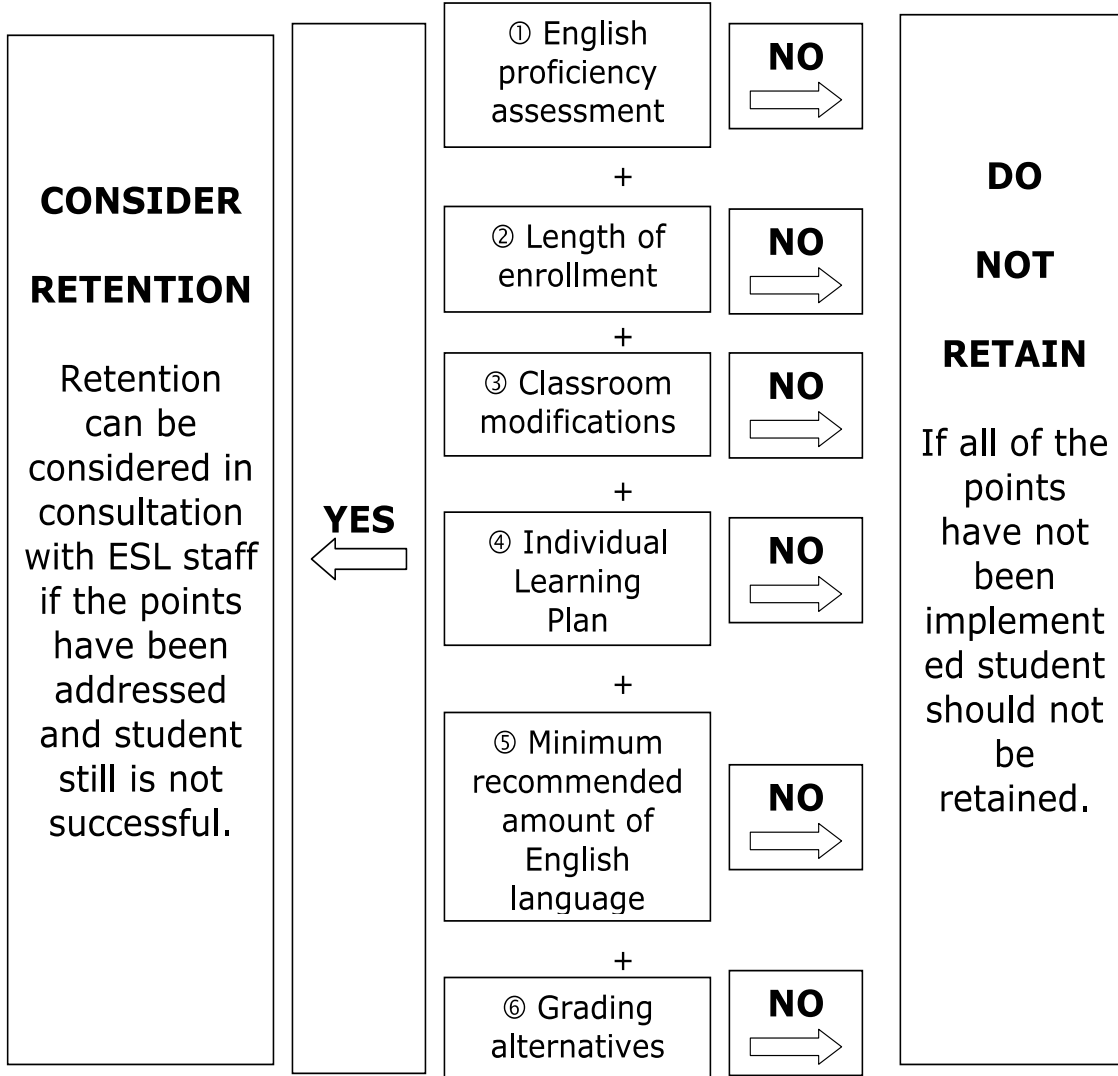 CONSIDER
RETENTION
Retention
can be
considered in
consultation
with ESL staff
if the points
have been
addressed
and student
still is not
successful.
YES
① English
proficiency
assessment
+
② Length of
enrollment
+
③ Classroom
modifications
+
④ Individual
Learning
Plan
+
⑤ Minimum
recommended
amount of
English
language
+
⑥ Grading
alternatives
NO
NO
NO
NO
NO
NO
DO
NOT
RETAIN
If all of the
points
have not
been
implement
ed student
should not
be
retained.